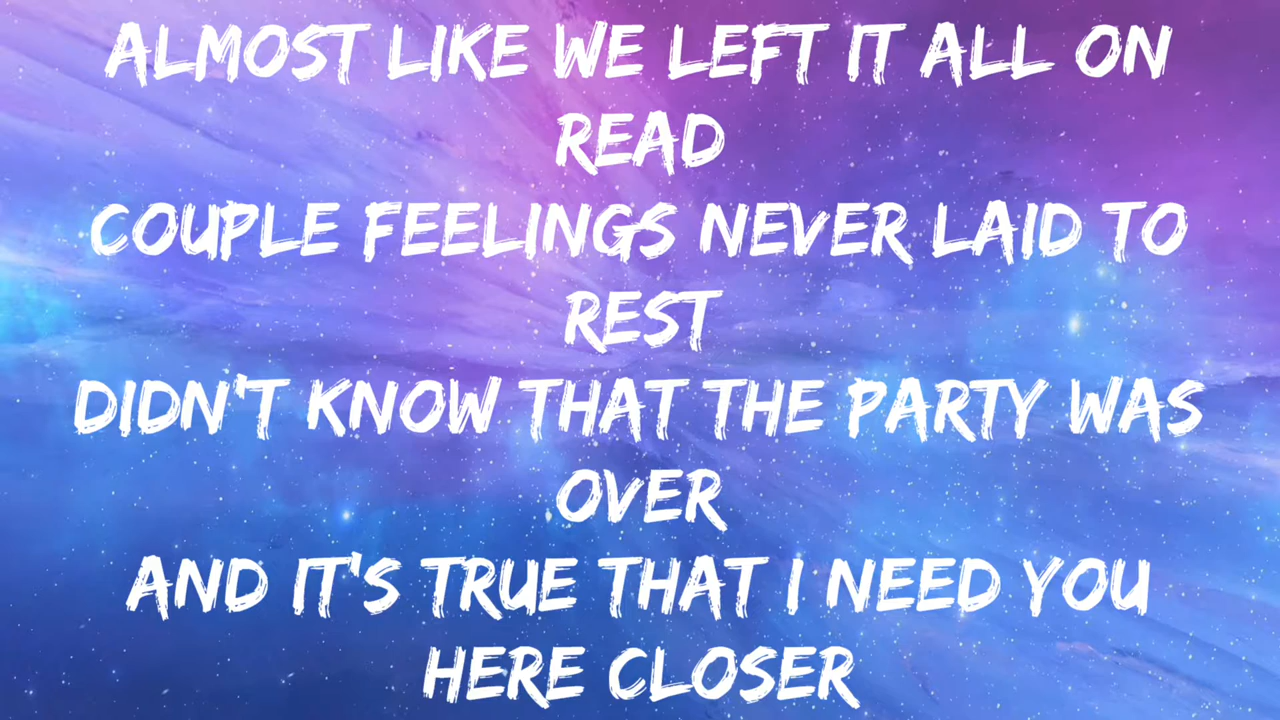 ALMOST LIKE WE LEFT IT ALL ON
READ
COUPLE FEELINGS NEVER LAID TO
REST
DIDN'T KNOW THAT THE PARTY WAS
OVER
AND IT'S TRUE THAT I NEED YOU
HERE CLOSER